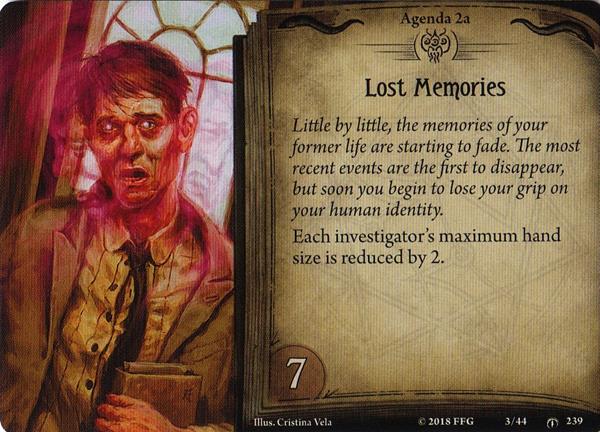 Agenda 2a
Lost Memories
Little by little, the memories of your
former life are starting to fade. The most
recent events are the first to disappear,
but soon you begin to lose your grip on
your human identity.
Each investigator's maximum hand
size is reduced by 2.
7
Illus. Cristina Vela
© 2018 FFG
3/44
239